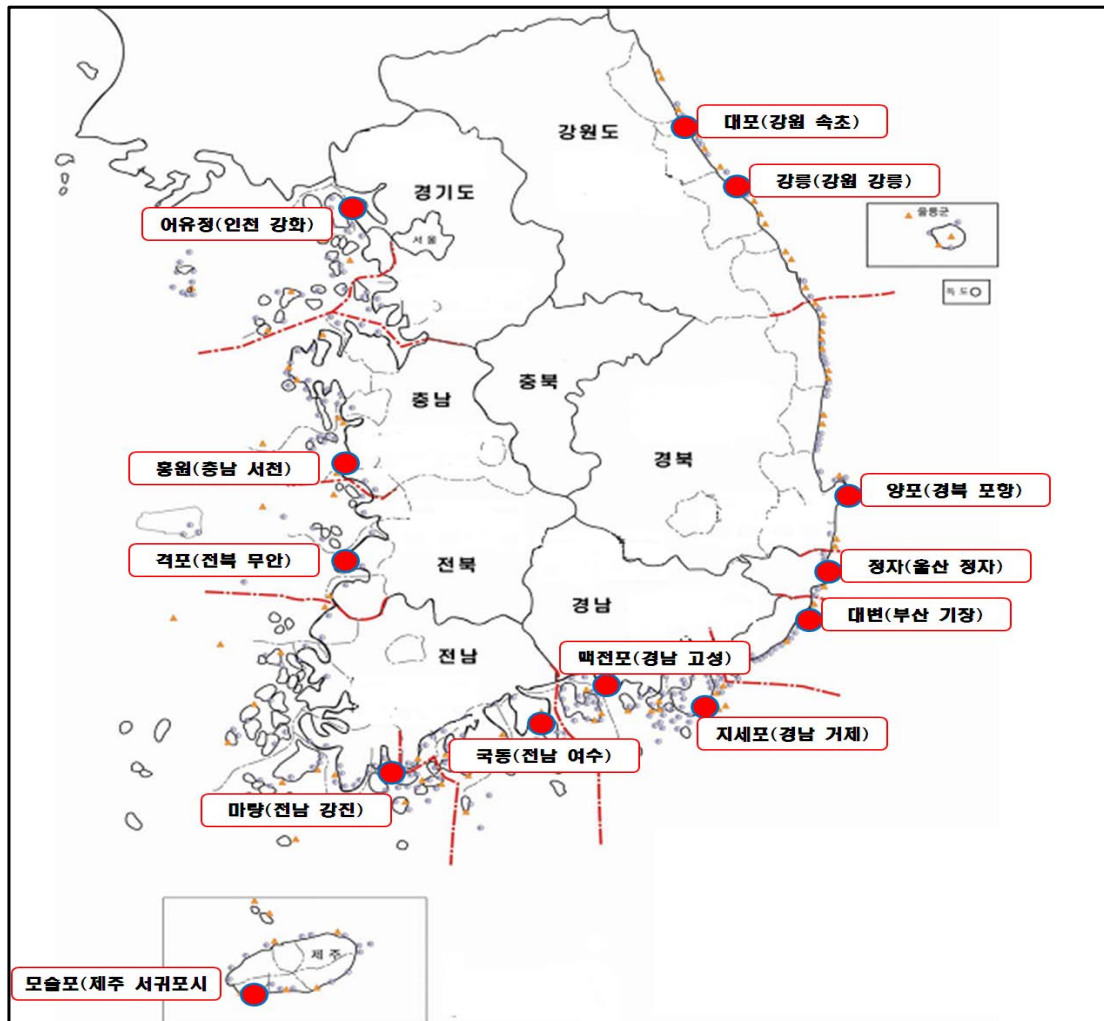 대포(강원 속초)
강원도
강릉(강원 강릉)
경기도
어유정(인천 강화)
서울
울릉군
독도
충북
충남
경북
홍원(충남 서천)
양포(경북 포항)
격포(전북 무안)
전북
정자(울산 정자)
경남
대변(부산 기장)
전남
맥전포(경남 고성)
지세포(경남 거제)
국동(전남 여수)
마량(전남 강진)
제주
모슬포(제주 서귀포시